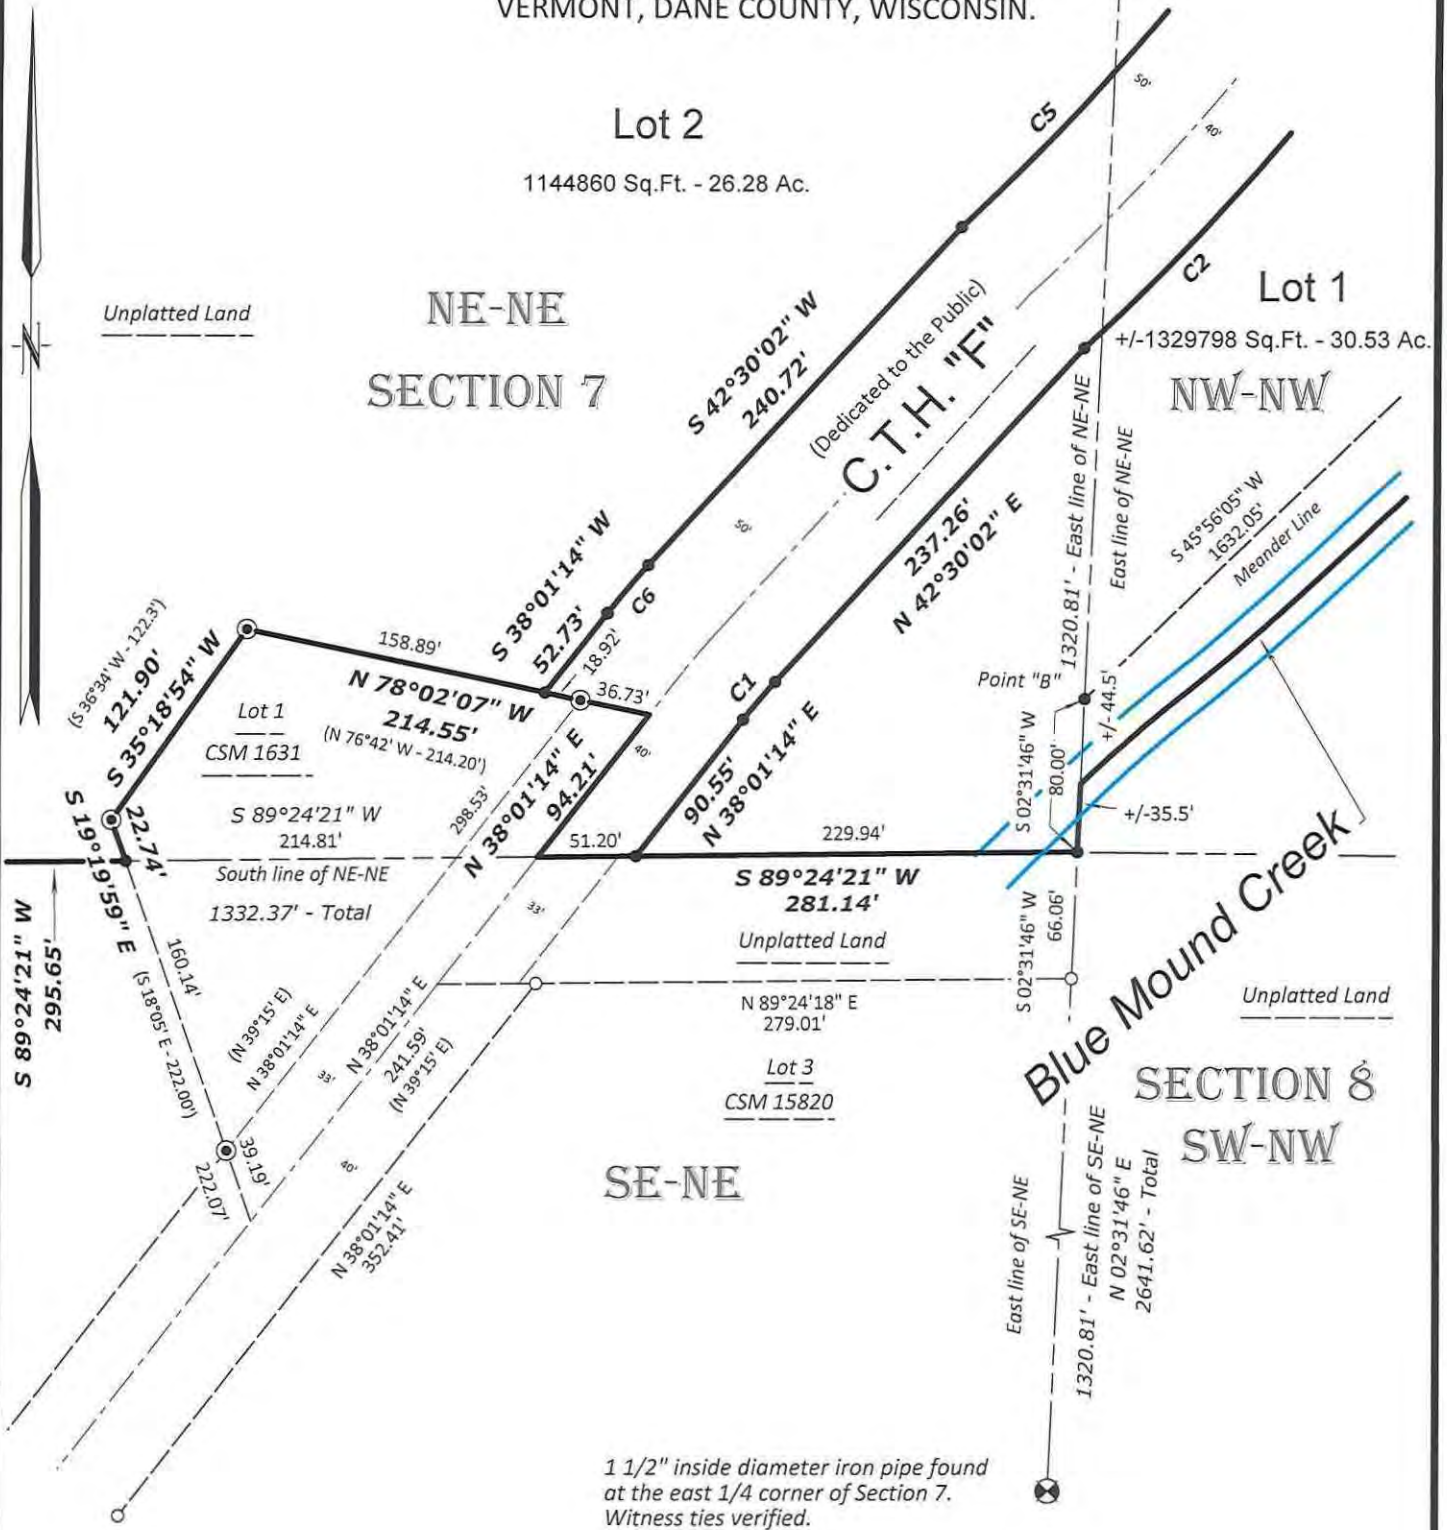 VERMONT, DANE COUNTY, WISCONSIN.
Lot 2
1144860 Sq.Ft. - 26.28 Ac.
C5
50'
40'
C2
Lot 1
+/-1329798 Sq.Ft. - 30.53 Ac.
NW-NW
N
Unplatted Land
NE-NE
SECTION 7
S 42°30'02" W
240.72'
(Dedicated to the Public)
C.T.H. "F"
1320.81' - East line of NE-NE
East line of NE-NE
S 45°56'05" W
1632.05'
Meander Line
50'
237.26'
N 42°30'02" E
S 38°01'14" W
52.73'
C6
18.92'
36.73'
158.89'
N 78°02'07" W
214.55'
(N 76°42' W - 214.20')
(S 36°34' W - 122.3')
121.90'
S 35°18'54" W
Lot 1
CSM 1631
C1
Point "B"
+/-44.5'
S 02°31'46" W
80.00'
+/-35.5'
40'
90.55'
N 38°01'14" E
N 38°01'14" E
94.21'
298.53'
22.74'
S 19°19'59" E
S 89°24'21" W
214.81'
51.20'
229.94'
South line of NE-NE
1332.37' - Total
S 89°24'21" W
281.14'
Unplatted Land
33'
S 89°24'21" W
295.65'
160.14'
(S 18°05' E - 222.00')
S 02°31'46" W
66.06'
Blue Mound Creek
Unplatted Land
N 89°24'18" E
279.01'
(N 39°15' E)
N 38°01'14" E
33'
N 38°01'14" E
241.59'
(N 39°15' E)
Lot 3
CSM 15820
SECTION 8
SW-NW
SE-NE
39.19'
222.07'
40'
N 38°01'14" E
352.41'
East line of SE-NE
1320.81' - East line of SE-NE
N 02°31'46" E
2641.62' - Total
1 1/2" inside diameter iron pipe found
at the east 1/4 corner of Section 7.
Witness ties verified.